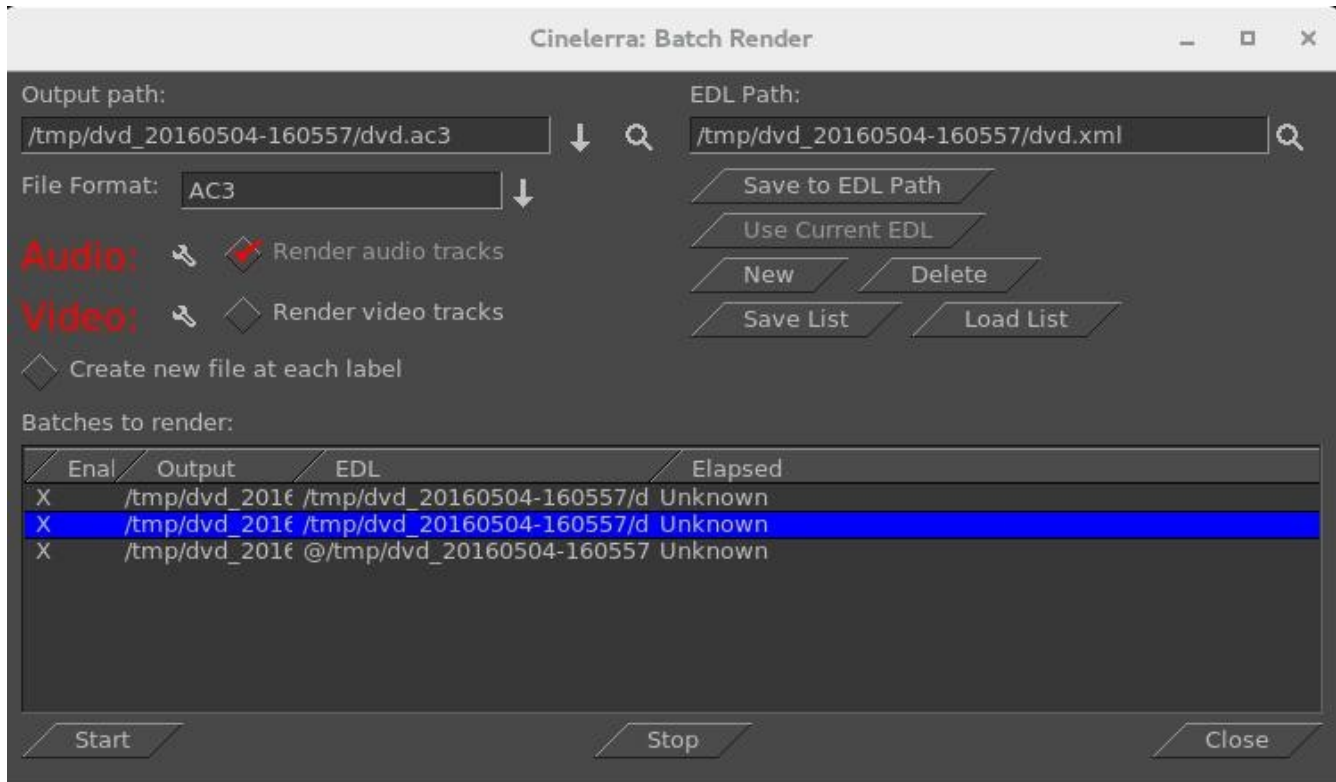 Cinelerra: Batch Render
Output path:
EDL Path:
/tmp/dvd_20160504-160557/dvd.ac3
/tmp/dvd_20160504-160557/dvd.xml
File Format:
AC3
Save to EDL Path
Use Current EDL
Audio:
Render audio tracks
New
Delete
Video:
Render video tracks
Save List
Load List
Create new file at each label
Batches to render:
Enal Output EDL Elapsed
X /tmp/dvd_201 /tmp/dvd_20160504-160557/d Unknown
X /tmp/dvd_201 /tmp/dvd_20160504-160557/d Unknown
X /tmp/dvd_201 @/tmp/dvd_20160504-160557 Unknown
Start
Stop
Close